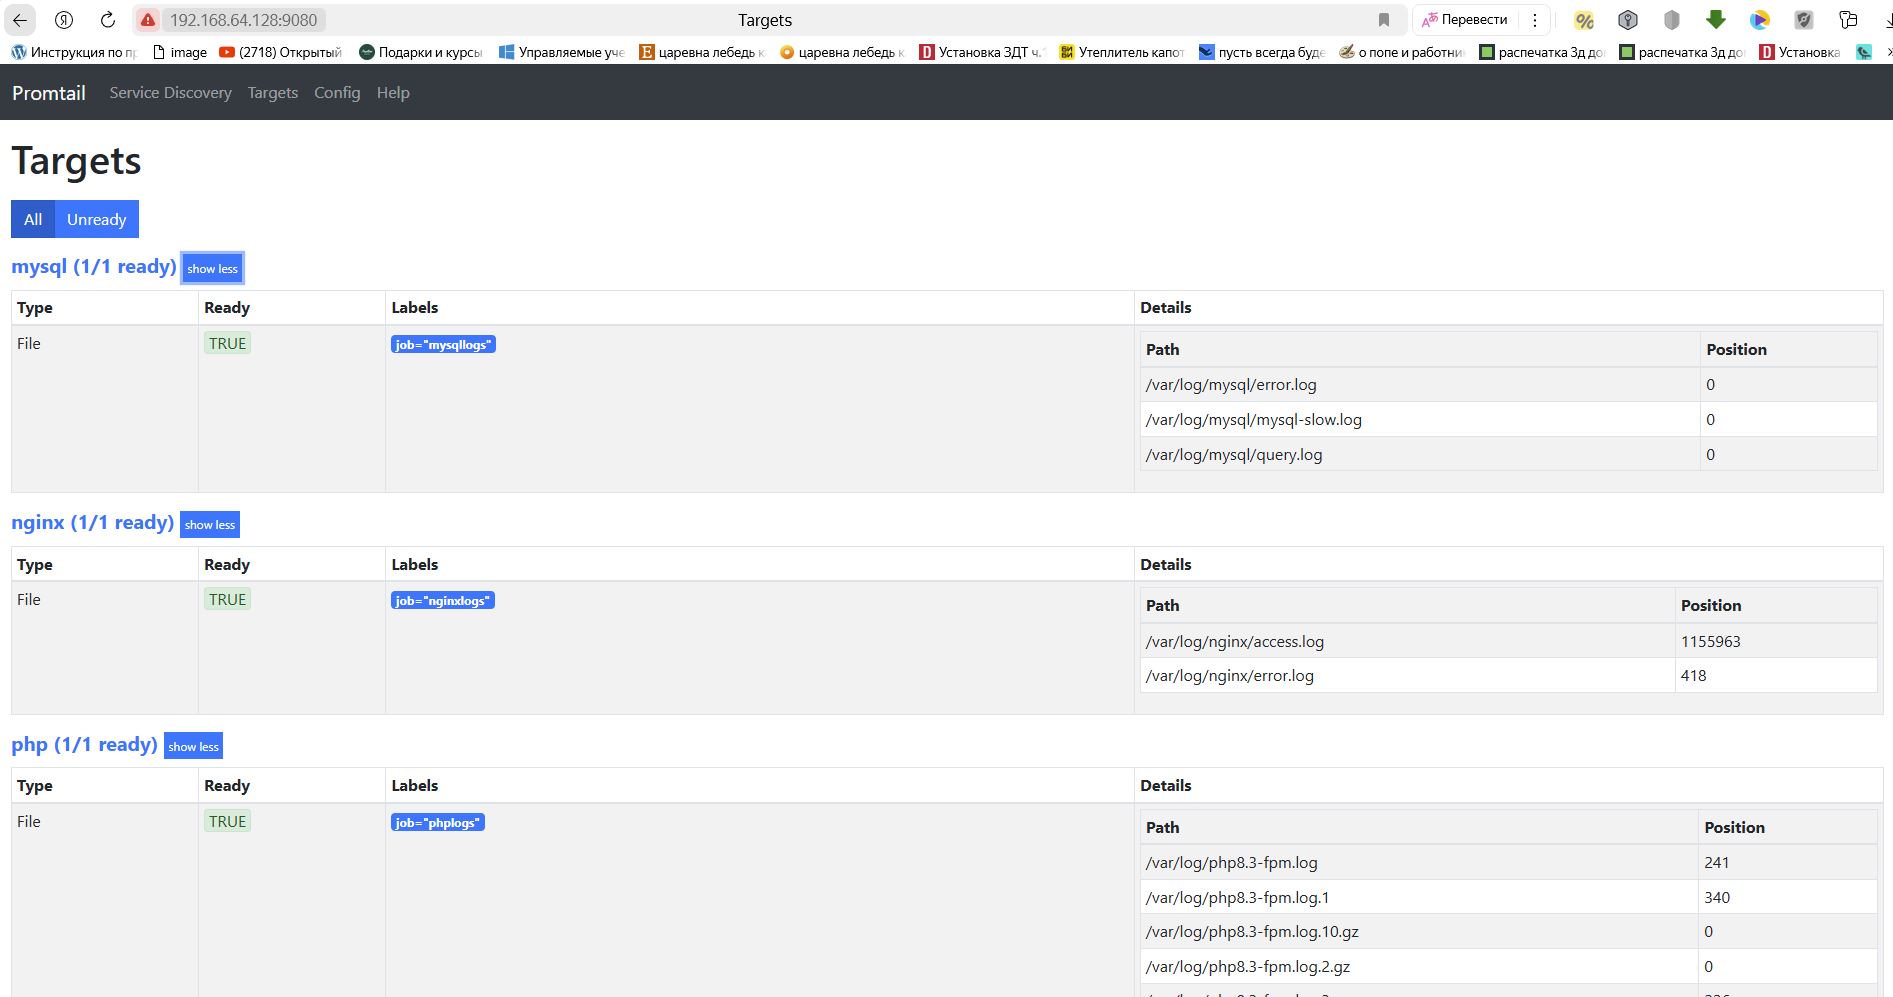 Я 192.168.64.128:9080 Targets Перевести
Инструкция по пр image (2718) Открытый Подарки и курсы Управляемые уче царевна лебедь к царевна лебедь к. Установка ЗДТ ч. Утеплитель капот пусть всегда буде о попе и работник распечатка 3д дом распечатка 3д дом Установка
Promtail Service Discovery Targets Config Help
Targets
All Unready
mysql (1/1 ready) show less
Type Ready Labels Details
File TRUE job="mysqllogs"
Path Position
/var/log/mysql/error.log 0
/var/log/mysql/mysql-slow.log 0
/var/log/mysql/query.log 0
nginx (1/1 ready) show less
Type Ready Labels Details
File TRUE job="nginxlogs"
Path Position
/var/log/nginx/access.log 1155963
/var/log/nginx/error.log 418
php (1/1 ready) show less
Type Ready Labels Details
File TRUE job="phplogs"
Path Position
/var/log/php8.3-fpm.log 241
/var/log/php8.3-fpm.log.1 340
/var/log/php8.3-fpm.log.10.gz 0
/var/log/php8.3-fpm.log.2.gz 0